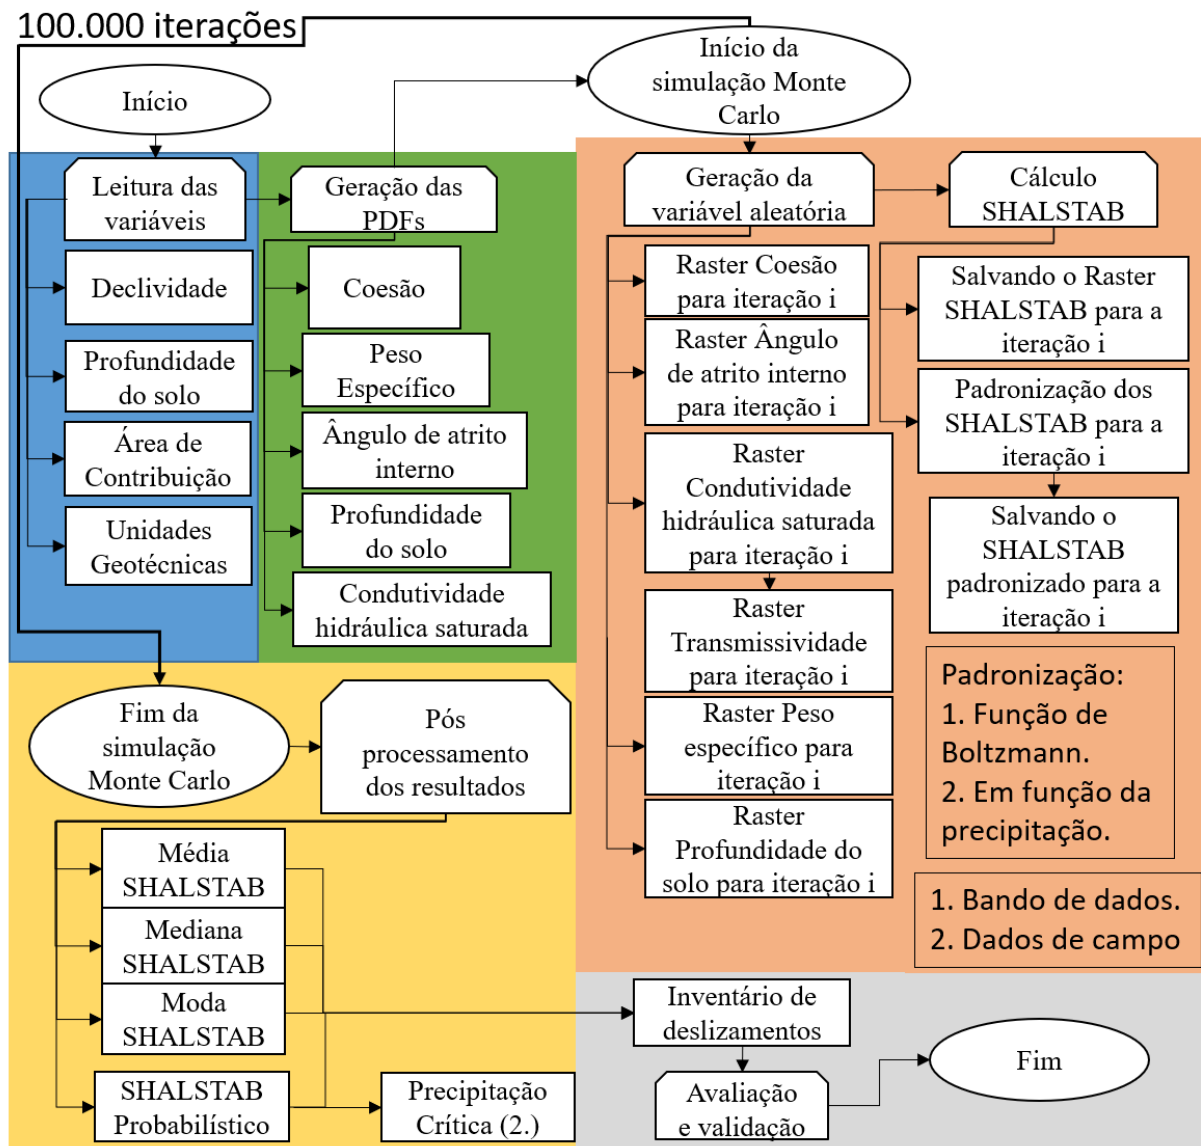 100.000 iterações
Início
Leitura das
variáveis
Declividade
Profundidade
do solo
Área de
Contribuição
Unidades
Geotécnicas
Geração das
PDFs
Coesão
Peso
Específico
Ângulo de atrito
interno
Profundidade
do solo
Condutividade
hidráulica saturada
Início da
simulação Monte
Carlo
Geração da
variável aleatória
Raster Coesão
para iteração i
Raster Ângulo
de atrito interno
para iteração i
Raster
Condutividade
hidráulica saturada
para iteração i
Raster
Transmissividade
para iteração i
Raster Peso
específico para
iteração i
Raster
Profundidade do
solo para iteração i
Cálculo
SHALSTAB
Salvando o Raster
SHALSTAB para a
iteração i
Padronização dos
SHALSTAB para a
iteração i
Salvando o
SHALSTAB
padronizado para a
iteração i
Padronização:
1. Função de
Boltzmann.
2. Em função da
precipitação.
1. Bando de dados.
2. Dados de campo
Fim da
simulação
Monte Carlo
Pós
processamento
dos resultados
Média
SHALSTAB
Mediana
SHALSTAB
Moda
SHALSTAB
SHALSTAB
Probabilístico
Precipitação
Crítica (2.)
Inventário de
deslizamentos
Avaliação
e validação
Fim